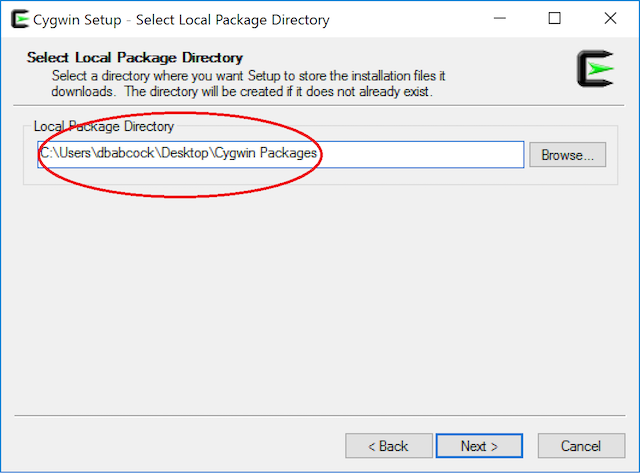 Cygwin Setup - Select Local Package Directory
Select Local Package Directory
Select a directory where you want Setup to store the installation files it
downloads.  The directory will be created if it does not already exist.
Local Package Directory
C:\Users\dbabcock\Desktop\Cygwin Packages
Browse...
< Back
Next >
Cancel